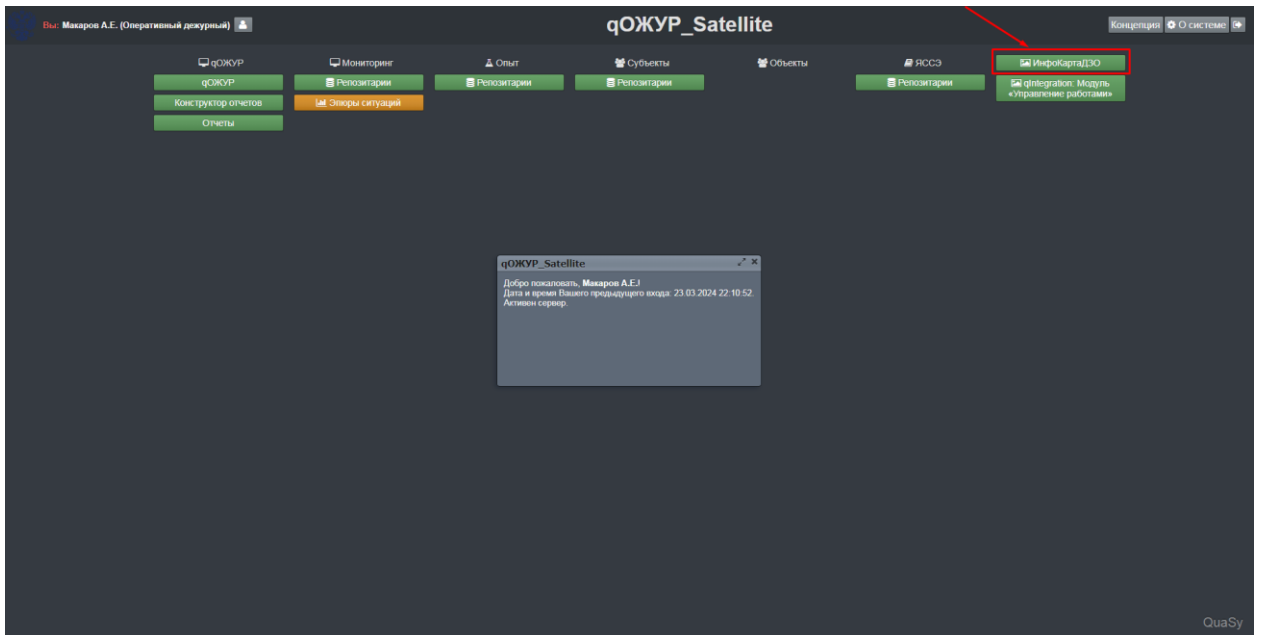 Вы: Макаров А.Е. (Оперативный дежурный)
qОЖУР_Satellite
Концепция О системе
qОЖУР Мониторинг Опыт Субъекты Объекты ЯССЭ ИнфоКартаДЗО
qОЖУР Репозитарии Репозитарии Репозитарии Репозитарии qIntegration: Модуль
«Управление работами»
Конструктор отчетов Эпюры ситуаций
Отчеты
qОЖУР_Satellite
Добро пожаловать, Макаров А.Е.!
Дата и время Вашего предыдущего входа: 23.03.2024 22:10:52.
Активен сервер.
QuaSy